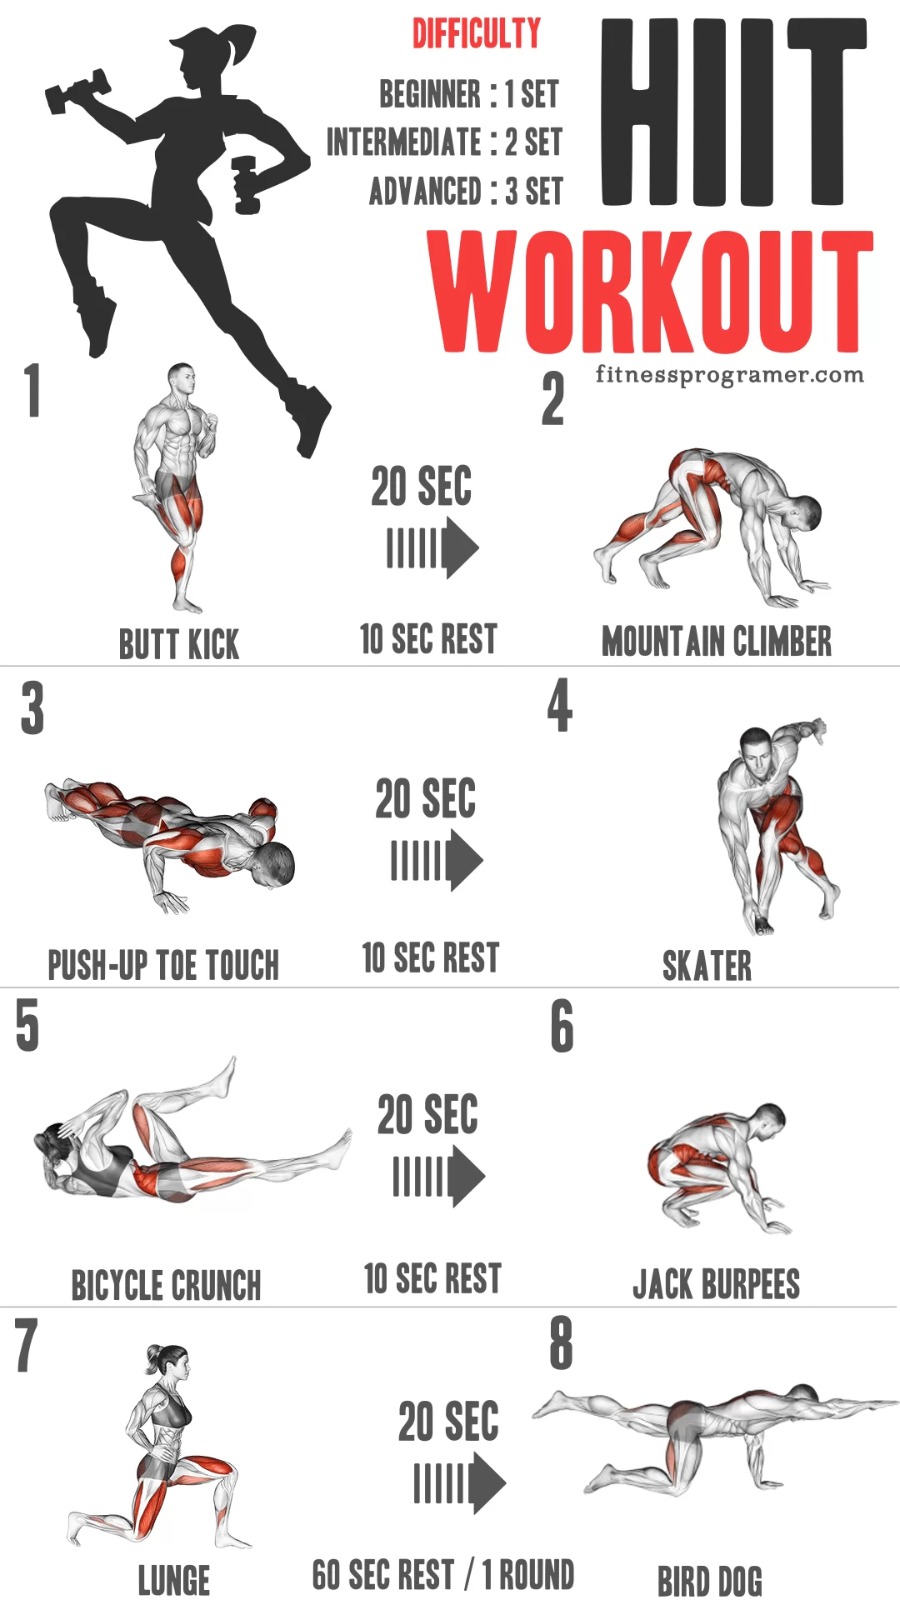 DIFFICULTY
BEGINNER : 1 SET
INTERMEDIATE : 2 SET
ADVANCED : 3 SET
HIIT
WORKOUT
fitnessprogramer.com
1
20 SEC
10 SEC REST
BUTT KICK
2
MOUNTAIN CLIMBER
3
20 SEC
10 SEC REST
PUSH-UP TOE TOUCH
4
SKATER
5
20 SEC
10 SEC REST
BICYCLE CRUNCH
6
JACK BURPEES
7
20 SEC
60 SEC REST / 1 ROUND
LUNGE
8
BIRD DOG